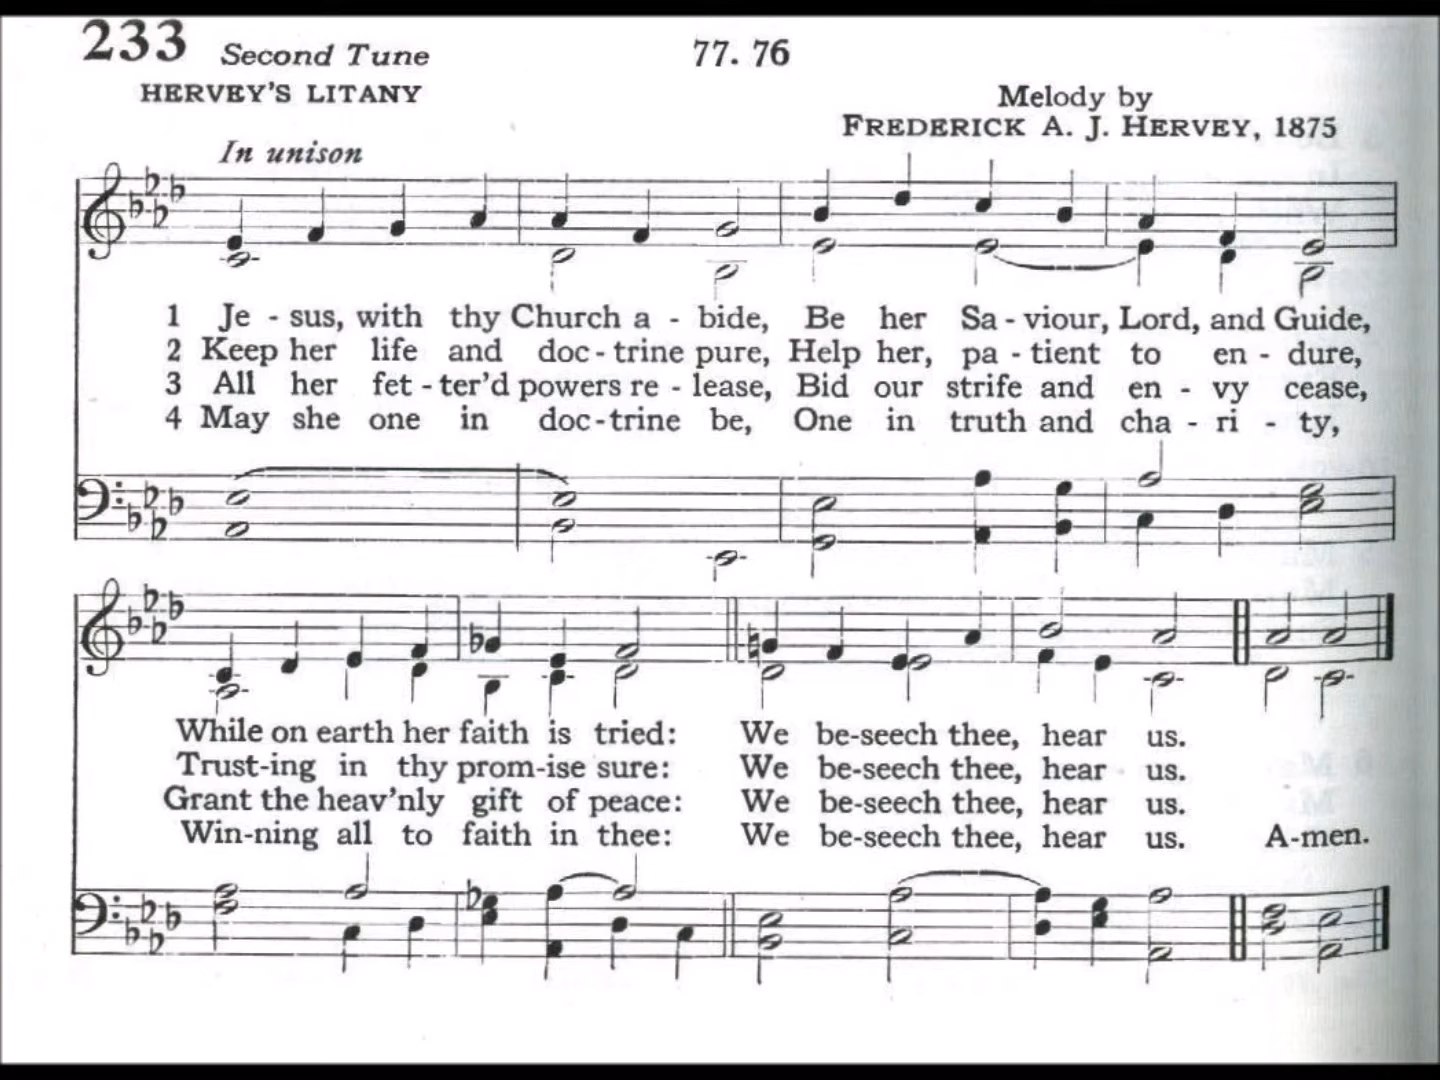 233 Second Tune 77. 76
HERVEY'S LITANY
Melody by
FREDERICK A. J. HERVEY, 1875
In unison
1 Je - sus, with thy Church a - bide, Be her Sa - viour, Lord, and Guide,
2 Keep her life and doc - trine pure, Help her, pa - tient to en - dure,
3 All her fet - ter'd powers re - lease, Bid our strife and en - vy cease,
4 May she one in doc - trine be, One in truth and cha - ri - ty,
While on earth her faith is tried: We be-seech thee, hear us.
Trust-ing in thy prom-ise sure: We be-seech thee, hear us.
Grant the heav'nly gift of peace: We be-seech thee, hear us.
Win-ning all to faith in thee: We be-seech thee, hear us. A-men.